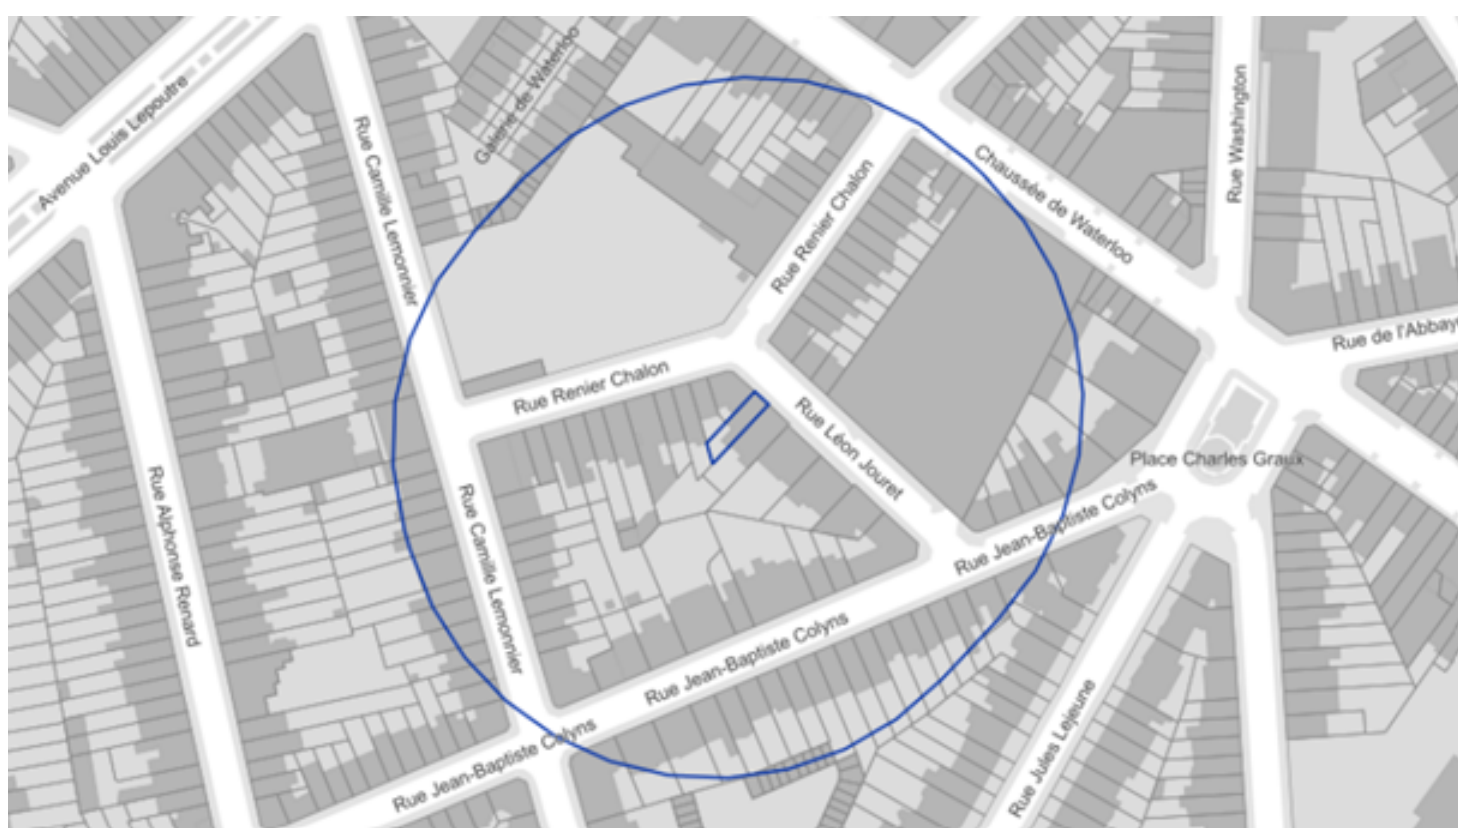 Galerie de Waterloo
Avenue Louis Lepoutre
Rue Camille Lemonnier
Rue Washington
Chaussée de Waterloo
Rue Renier Chalon
Rue de l'Abbaye
Rue Renier Chalon
Rue Léon Jouret
Place Charles Graux
Rue Alphonse Renard
Rue Camille Lemonnier
Rue Jean-Baptiste Colyns
Rue Jean-Baptiste Colyns
Rue Jules Lejeune
Rue Jean-Baptiste Colyns